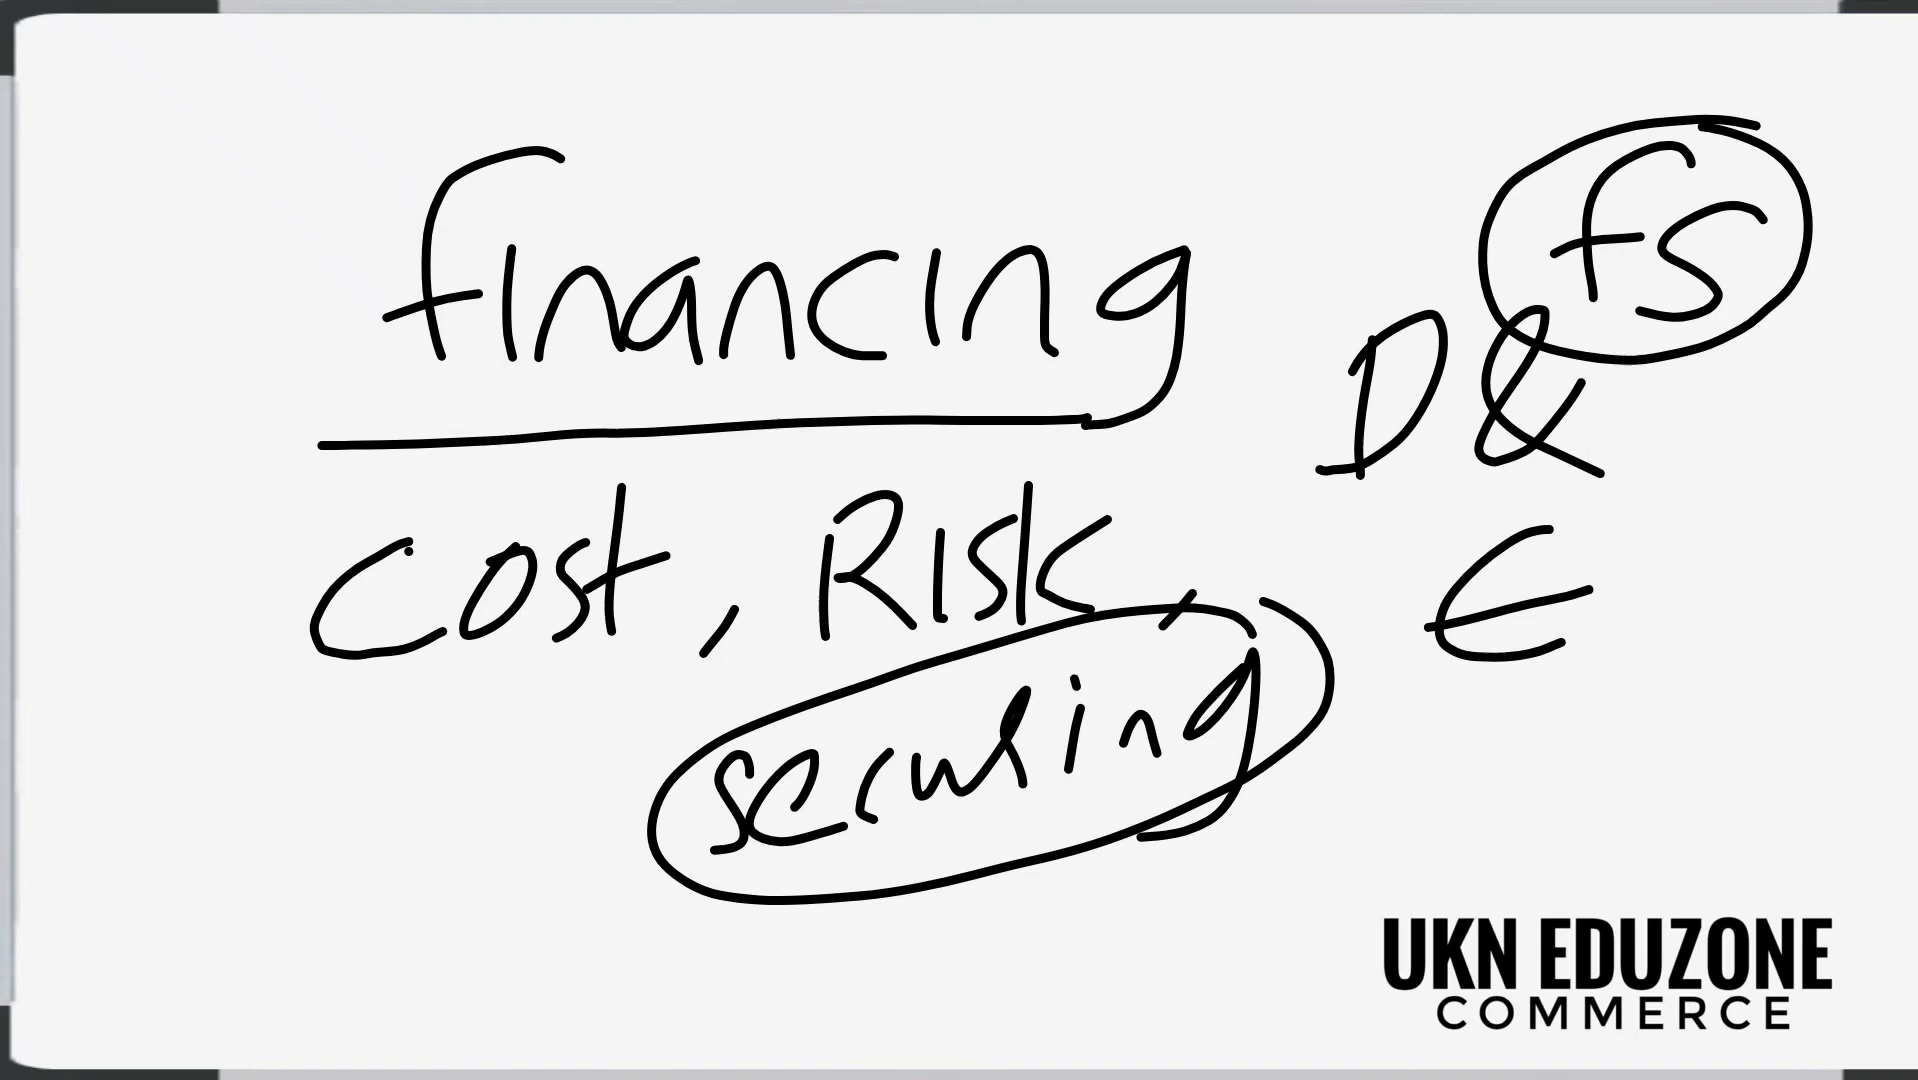 financing
FS
D &
E
cost, Risk,
securing
UKN EDUZONE
COMMERCE